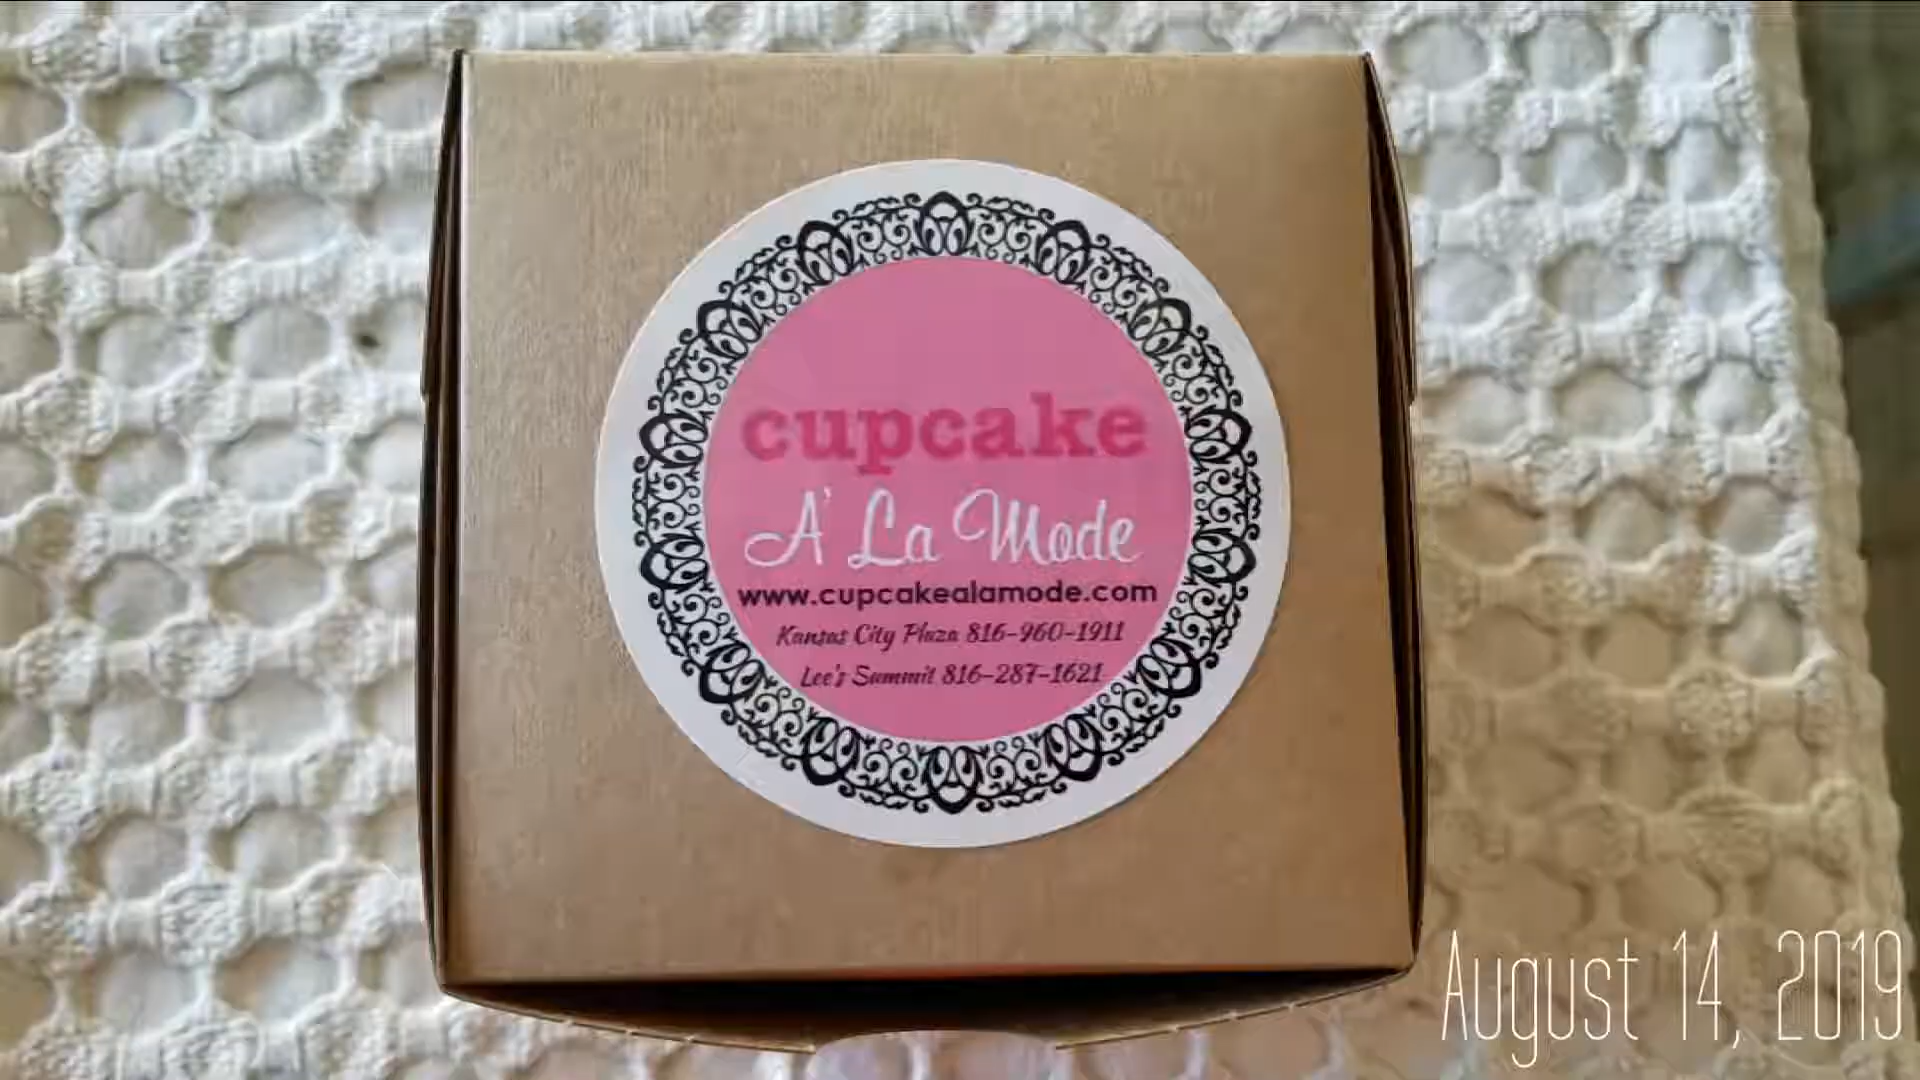 cupcake
A' La Mode
www.cupcakealamode.com
Kansas City Plaza 816-960-1911
Lee's Summit 816-287-1621
August 14, 2019